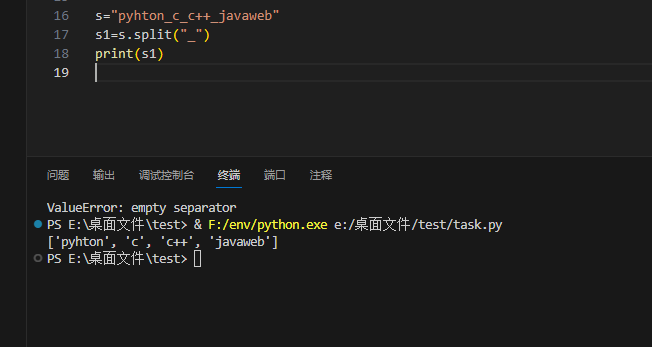 16 s="pyhton_c_c++_javaweb"
17 s1=s.split("_")
18 print(s1)
19
问题 输出 调试控制台 终端 端口 注释
ValueError: empty separator
PS E:\桌面文件\test> & F:/env/python.exe e:/桌面文件/test/task.py
['pyhton', 'c', 'c++', 'javaweb']
PS E:\桌面文件\test>